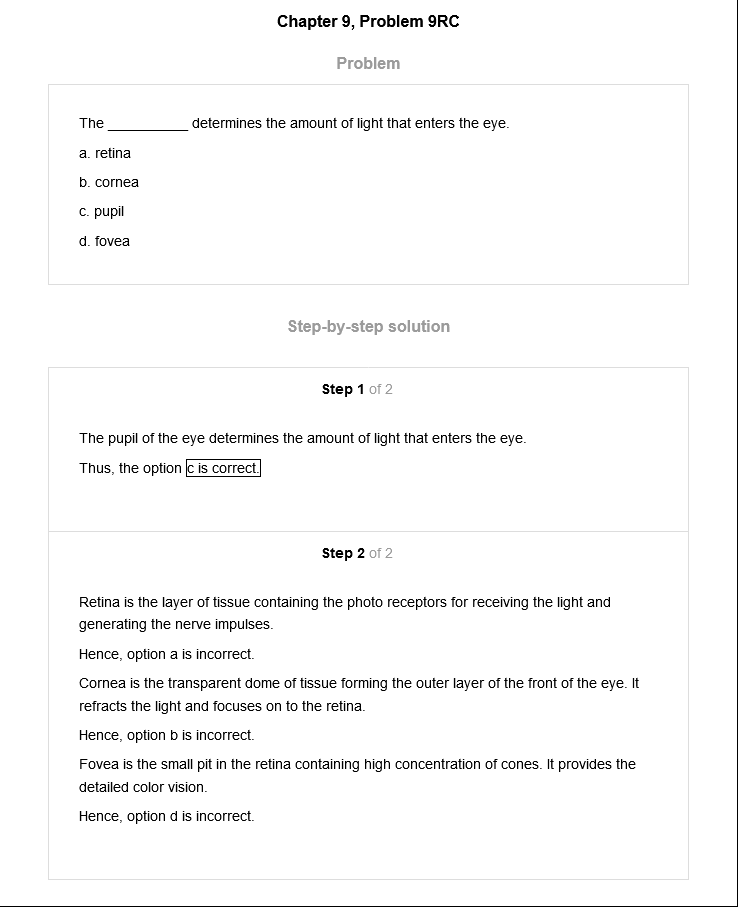 Chapter 9, Problem 9RC
Problem
The __________ determines the amount of light that enters the eye.
a. retina
b. cornea
c. pupil
d. fovea
Step-by-step solution
Step 1 of 2
The pupil of the eye determines the amount of light that enters the eye.
Thus, the option c is correct.
Step 2 of 2
Retina is the layer of tissue containing the photo receptors for receiving the light and
generating the nerve impulses.
Hence, option a is incorrect.
Cornea is the transparent dome of tissue forming the outer layer of the front of the eye. It
refracts the light and focuses on to the retina.
Hence, option b is incorrect.
Fovea is the small pit in the retina containing high concentration of cones. It provides the
detailed color vision.
Hence, option d is incorrect.